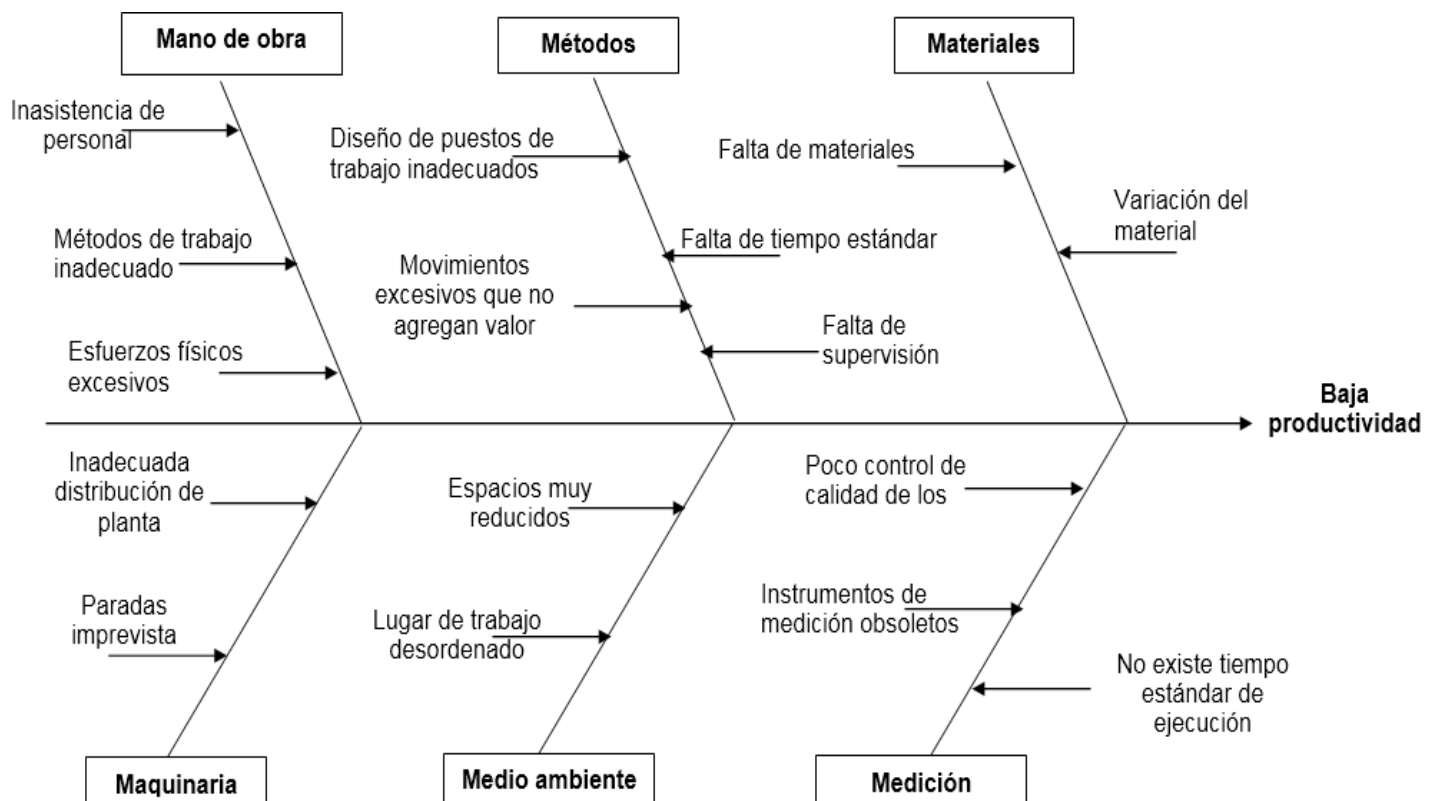 Mano de obra
Métodos
Materiales
Inasistencia de
personal
Métodos de trabajo
inadecuado
Esfuerzos físicos
excesivos
Diseño de puestos de
trabajo inadecuados
Falta de tiempo estándar
Movimientos
excesivos que no
agregan valor
Falta de
supervisión
Falta de materiales
Variación del
material
Baja
productividad
Inadecuada
distribución de
planta
Paradas
imprevista
Espacios muy
reducidos
Lugar de trabajo
desordenado
Poco control de
calidad de los
Instrumentos de
medición obsoletos
No existe tiempo
estándar de
ejecución
Maquinaria
Medio ambiente
Medición